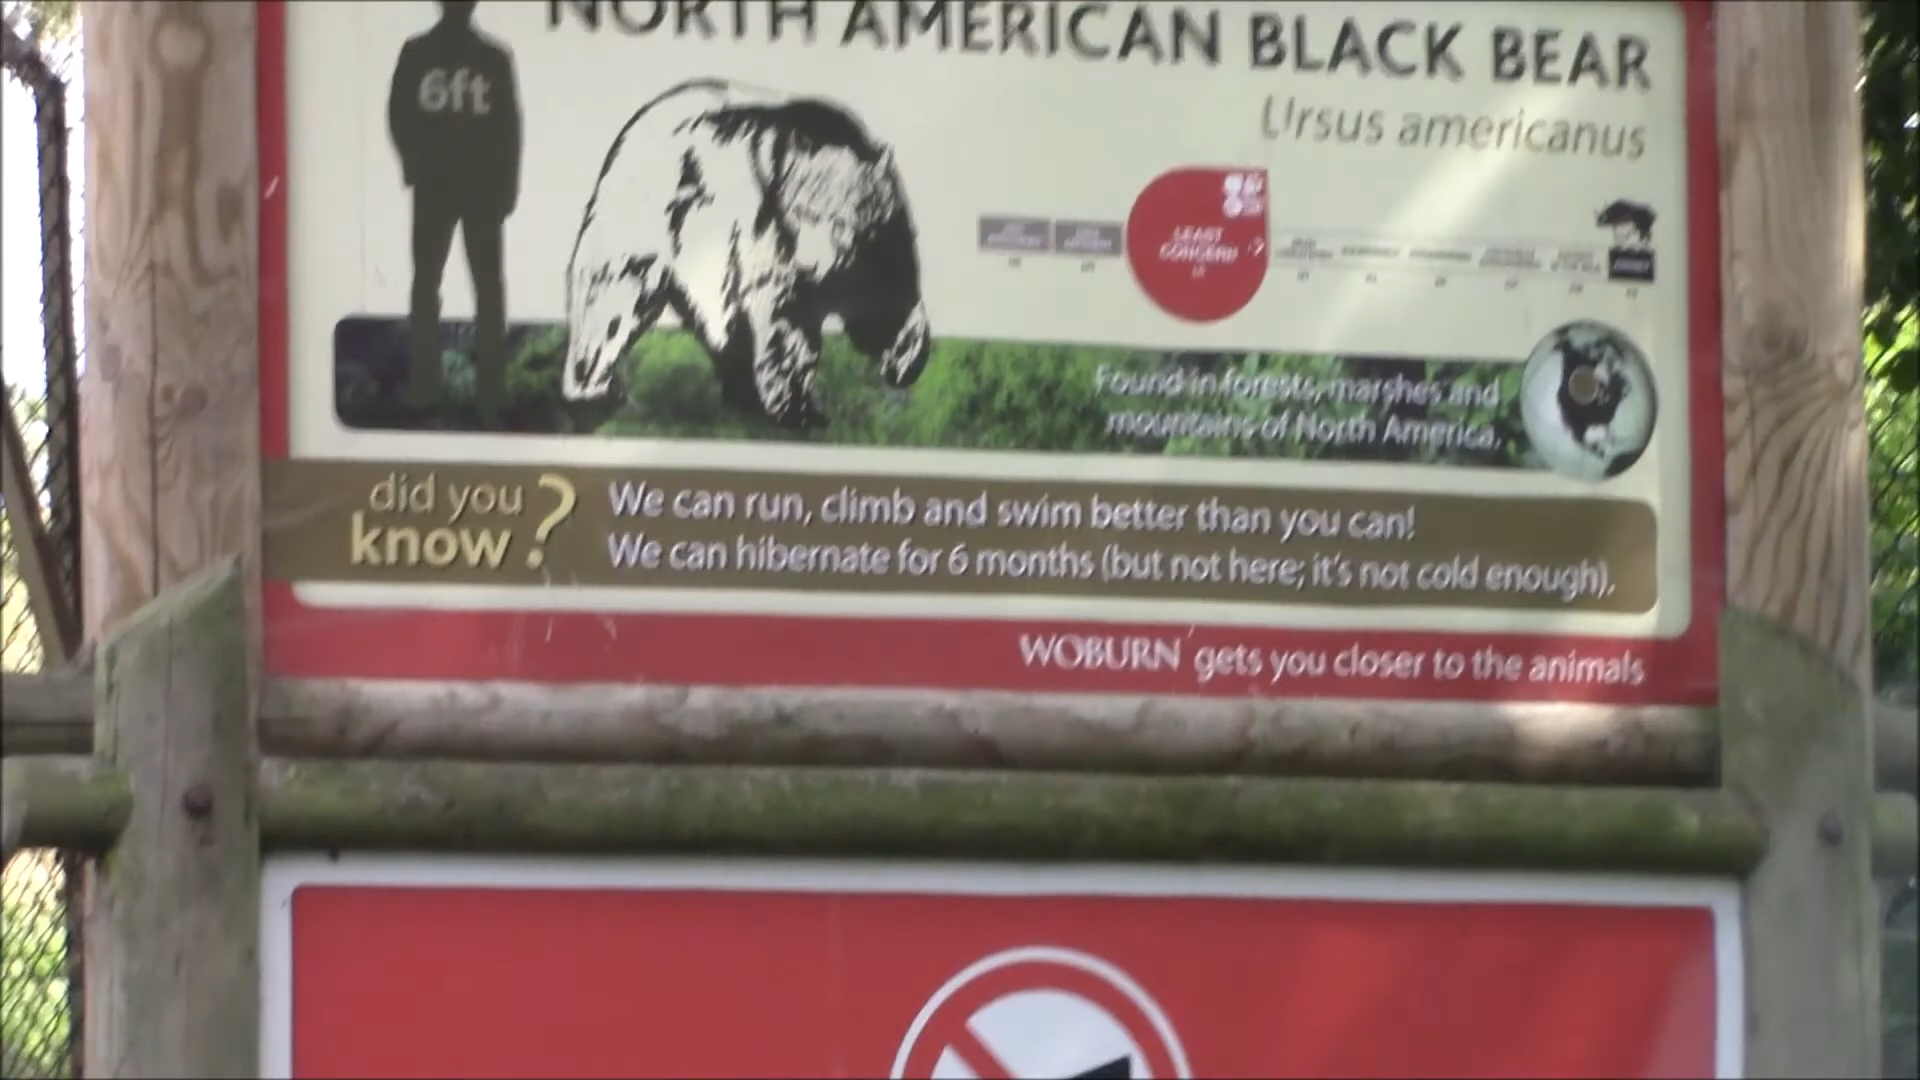 NORTH AMERICAN BLACK BEAR
6ft
Ursus americanus
LEAST
CONCERN
Found in forests, marshes and
mountains of North America.
did you
know?
We can run, climb and swim better than you can!
We can hibernate for 6 months (but not here; it's not cold enough).
WOBURN gets you closer to the animals